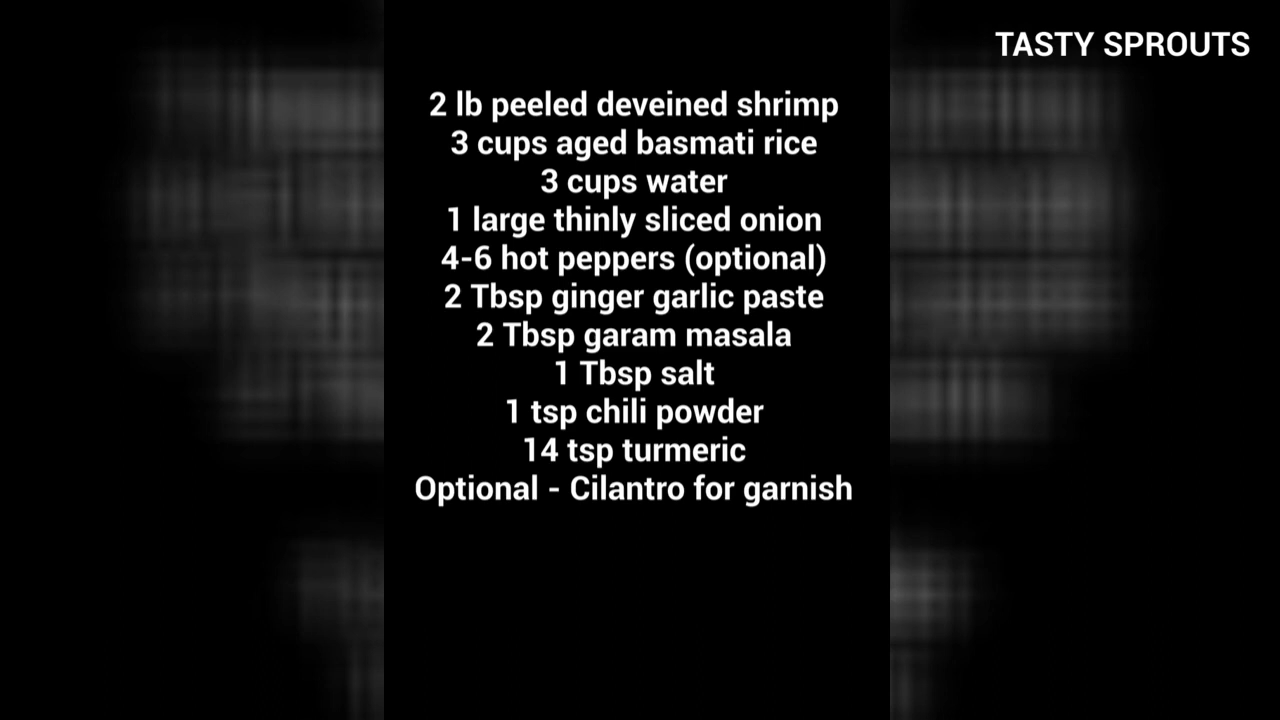 TASTY SPROUTS
2 lb peeled deveined shrimp
3 cups aged basmati rice
3 cups water
1 large thinly sliced onion
4-6 hot peppers (optional)
2 Tbsp ginger garlic paste
2 Tbsp garam masala
1 Tbsp salt
1 tsp chili powder
14 tsp turmeric
Optional - Cilantro for garnish